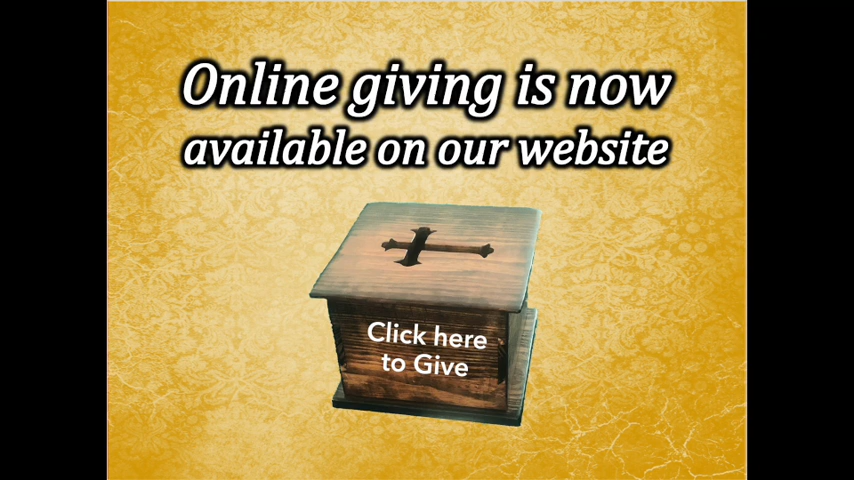 Online giving is now
available on our website
Click here
to Give